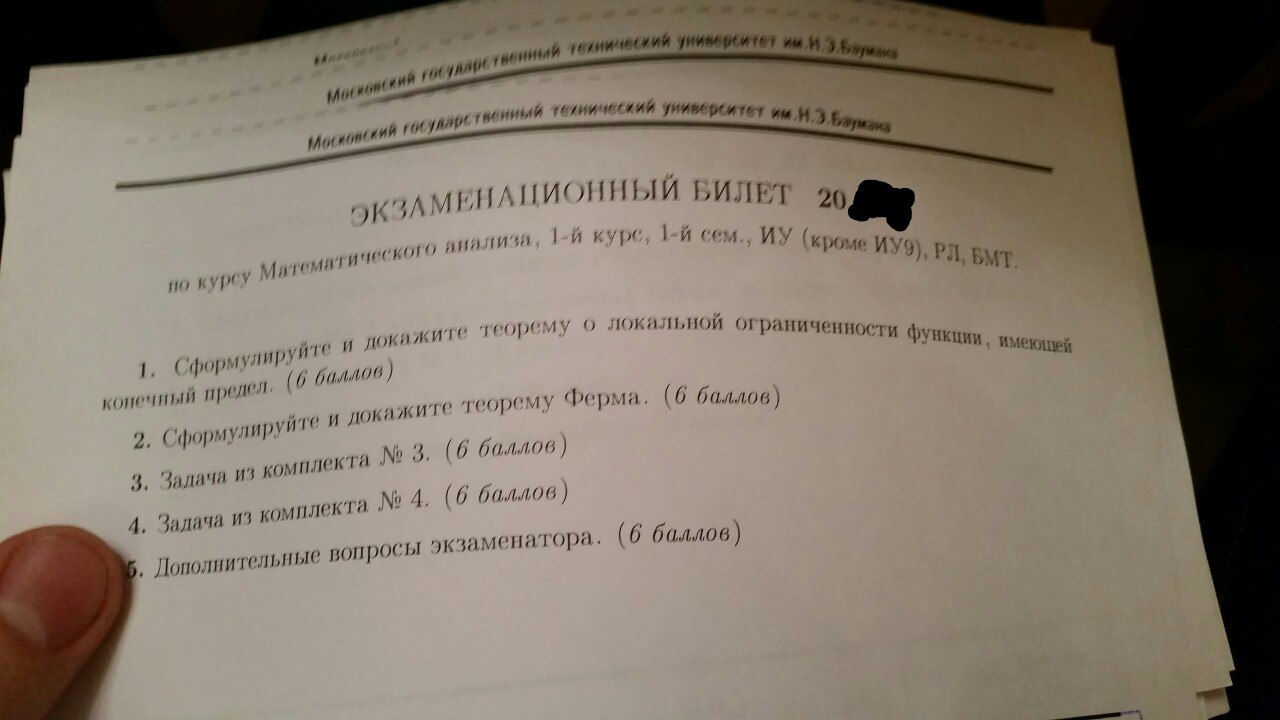 Московский государственный технический университет им.Н.Э.Баумана
Московский государственный технический университет им.Н.Э.Баумана
ЭКЗАМЕНАЦИОННЫЙ БИЛЕТ 20
по курсу Математического анализа, 1-й курс, 1-й сем., ИУ (кроме ИУ9), РЛ, БМТ.
1. Сформулируйте и докажите теорему о локальной ограниченности функции, имеющей
конечный предел. (6 баллов)
2. Сформулируйте и докажите теорему Ферма. (6 баллов)
3. Задача из комплекта № 3. (6 баллов)
4. Задача из комплекта № 4. (6 баллов)
5. Дополнительные вопросы экзаменатора. (6 баллов)